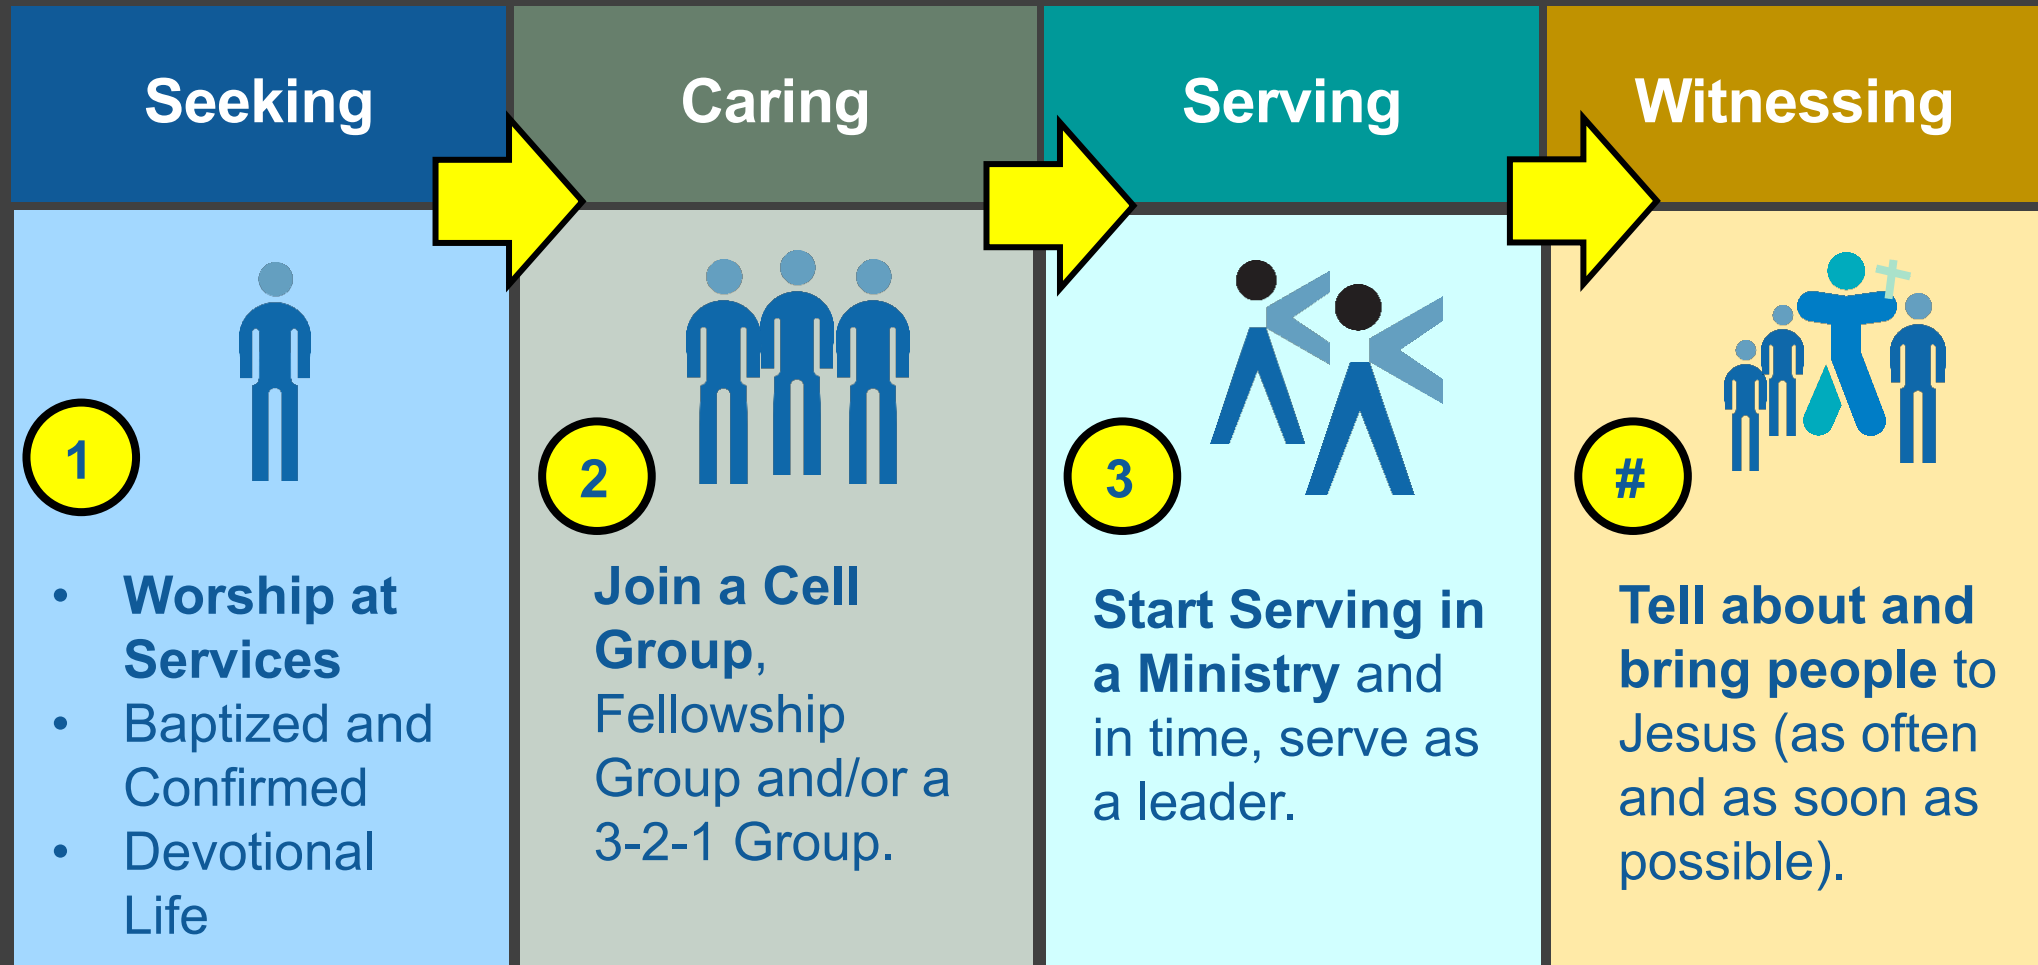 Seeking
Caring
Serving
Witnessing
1
• Worship at
Services
• Baptized and
Confirmed
• Devotional
Life
2
Join a Cell
Group,
Fellowship
Group and/or a
3-2-1 Group.
3
Start Serving in
a Ministry and
in time, serve as
a leader.
#
Tell about and
bring people to
Jesus (as often
and as soon as
possible).